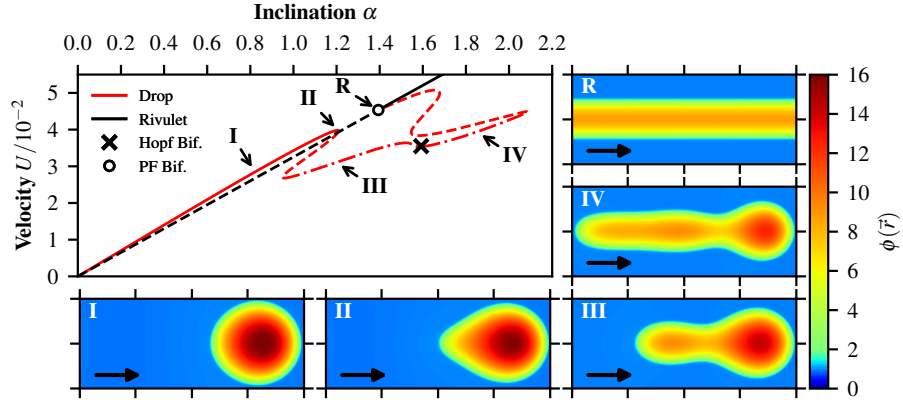 Inclination α
0.0 0.2 0.4 0.6 0.8 1.0 1.2 1.4 1.6 1.8 2.0 2.2
Velocity U/10⁻²
5
4
3
2
1
0
Drop
Rivulet
Hopf Bif.
PF Bif.
I
II
R
III
IV
R
IV
I
II
III
16
14
12
10
8
6
4
2
0
ϕ(r⃗)